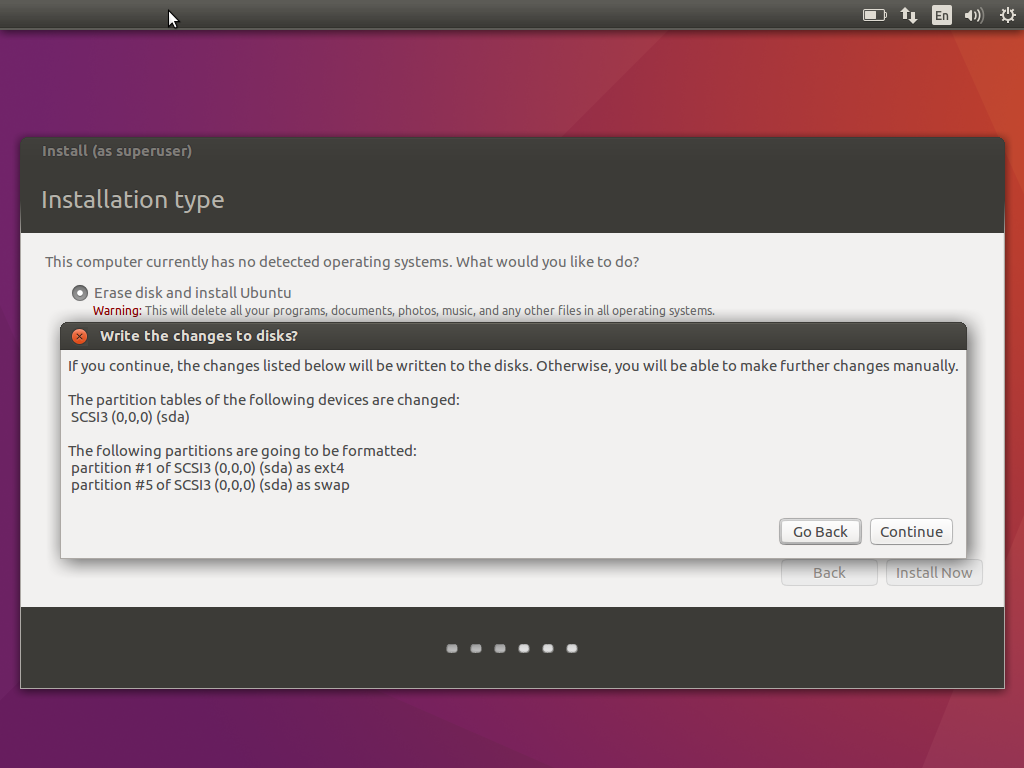 En
Install (as superuser)
Installation type
This computer currently has no detected operating systems. What would you like to do?
Erase disk and install Ubuntu
Warning: This will delete all your programs, documents, photos, music, and any other files in all operating systems.
Write the changes to disks?
If you continue, the changes listed below will be written to the disks. Otherwise, you will be able to make further changes manually.
The partition tables of the following devices are changed:
SCSI3 (0,0,0) (sda)
The following partitions are going to be formatted:
partition #1 of SCSI3 (0,0,0) (sda) as ext4
partition #5 of SCSI3 (0,0,0) (sda) as swap
Go Back Continue
Back Install Now